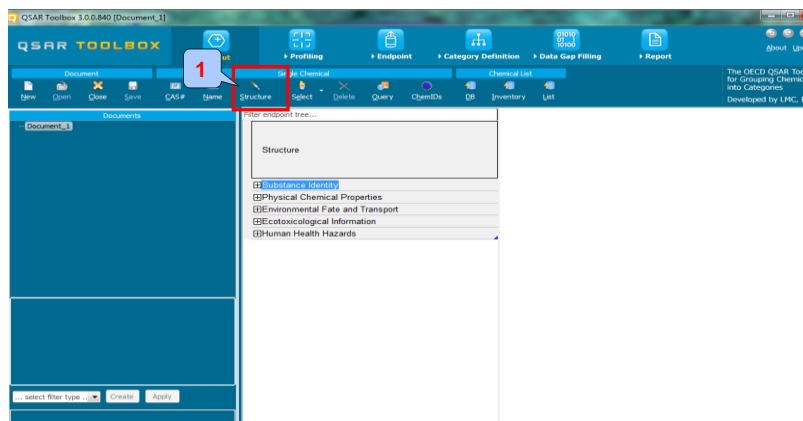 QSAR Toolbox 3.0.0.840 [Document_1]
QSAR TOOLBOX
Profiling
Endpoint
Category Definition
Data Gap Filling
Report
About
1
Document
Single Chemical
Chemical List
New
Open
Close
Save
CAS#
Name
Structure
Select
Delete
Query
ChemIDs
DB
Inventory
List
The OECD QSAR Too
for Grouping Chemic
into Categories
Developed by LMC,
Documents
Document_1
Filter endpoint tree...
Structure
Substance Identity
Physical Chemical Properties
Environmental Fate and Transport
Ecotoxicological Information
Human Health Hazards
... select filter type ...
Create
Apply